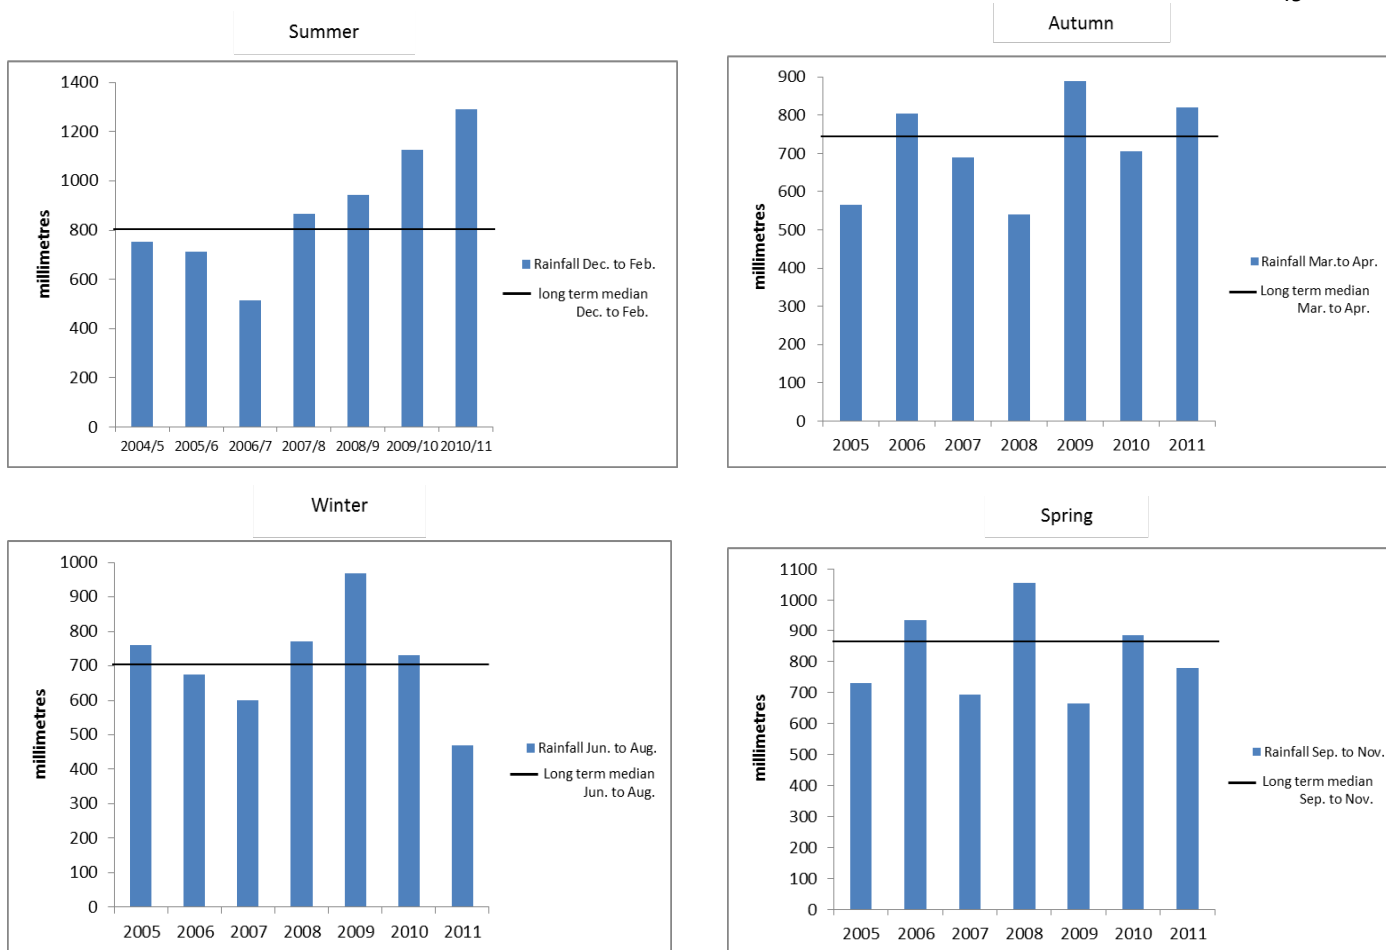 Summer
1400
1200
1000
800
600
400
200
0
millimetres
2004/5 2005/6 2006/7 2007/8 2008/9 2009/10 2010/11
Rainfall Dec. to Feb.
long term median
Dec. to Feb.
Autumn
900
800
700
600
500
400
300
200
100
0
millimetres
2005 2006 2007 2008 2009 2010 2011
Rainfall Mar.to Apr.
Long term median
Mar. to Apr.
Winter
1000
900
800
700
600
500
400
300
200
100
0
millimetres
2005 2006 2007 2008 2009 2010 2011
Rainfall Jun. to Aug.
Long term median
Jun. to Aug.
Spring
1100
1000
900
800
700
600
500
400
300
200
100
0
millimetres
2005 2006 2007 2008 2009 2010 2011
Rainfall Sep. to Nov.
Long term median
Sep. to Nov.